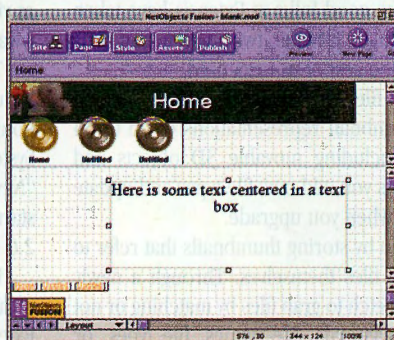 NetObjects Fusion - blank.nod
Site Page Style Assets Publish
Preview New Page
Home
Home
Home Untitled Untitled
Here is some text centered in a text
box
NetObjects
FUSION
Layout
576 , 30 344 x 124 100%